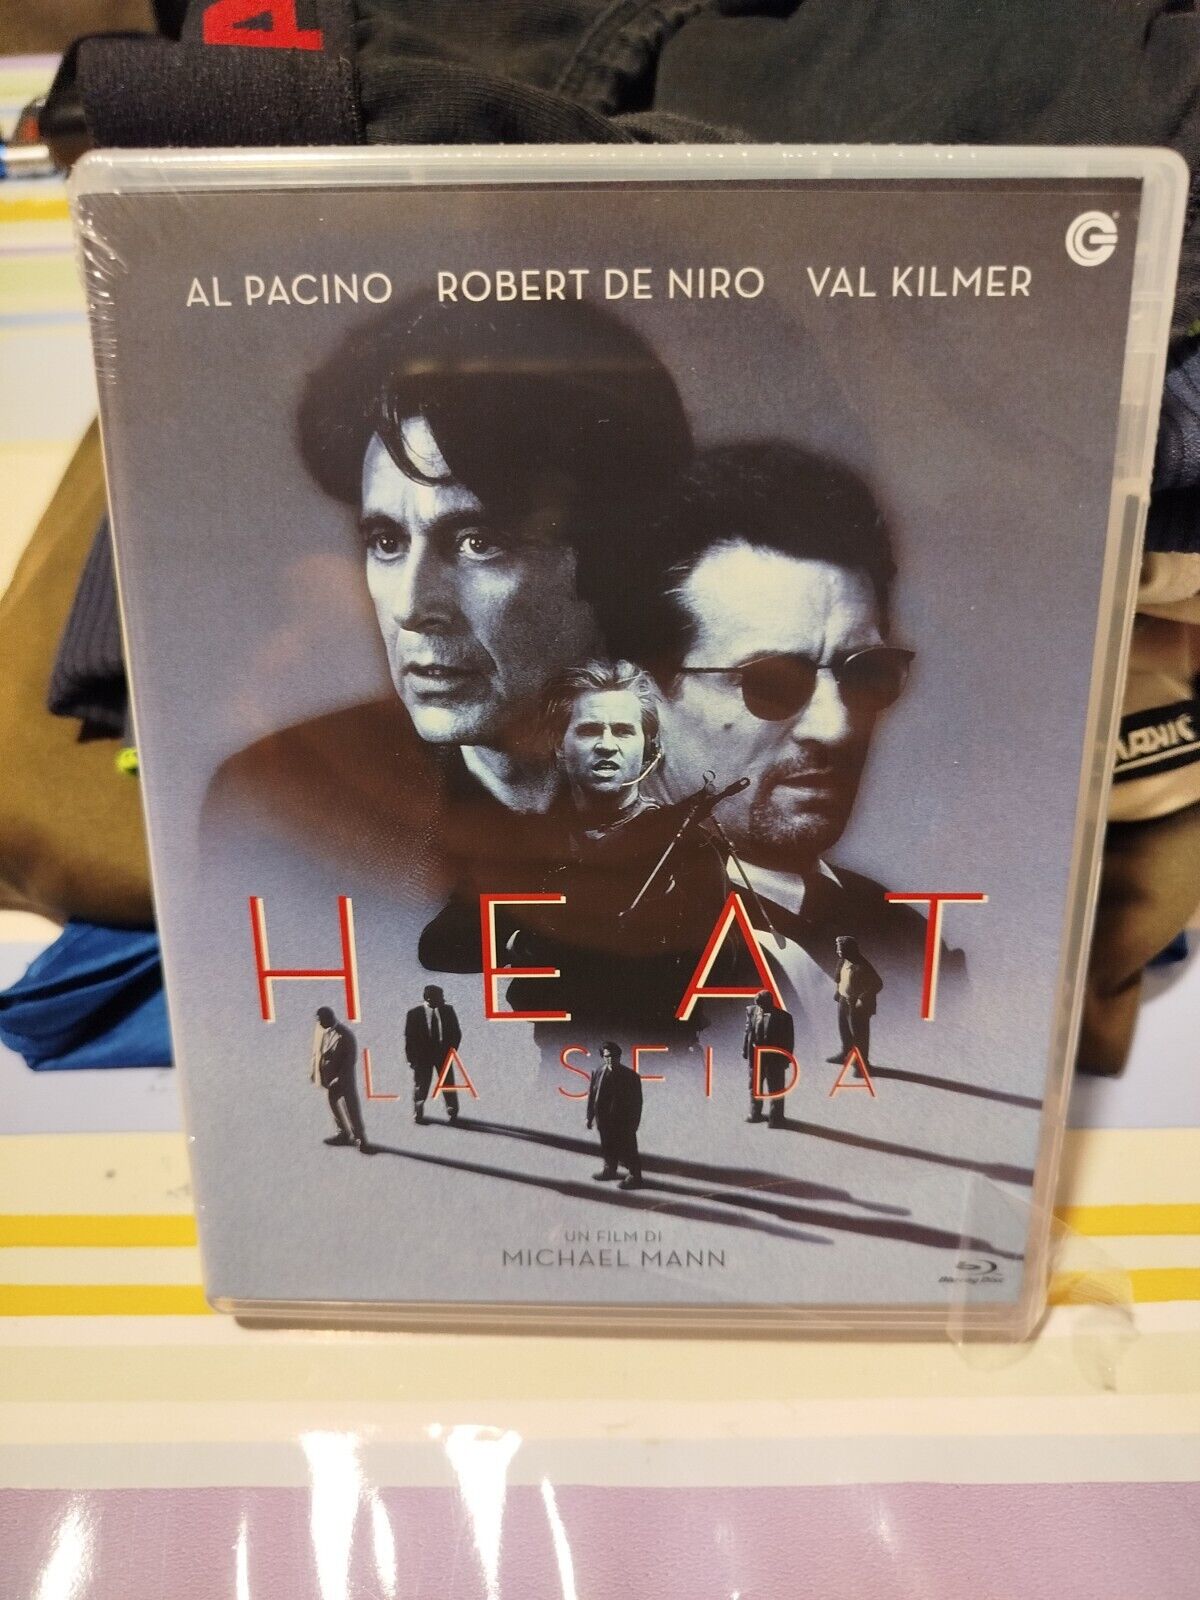 AL PACINO ROBERT DE NIRO VAL KILMER
HEAT
LA SFIDA
UN FILM DI
MICHAEL MANN
Blu-ray Disc